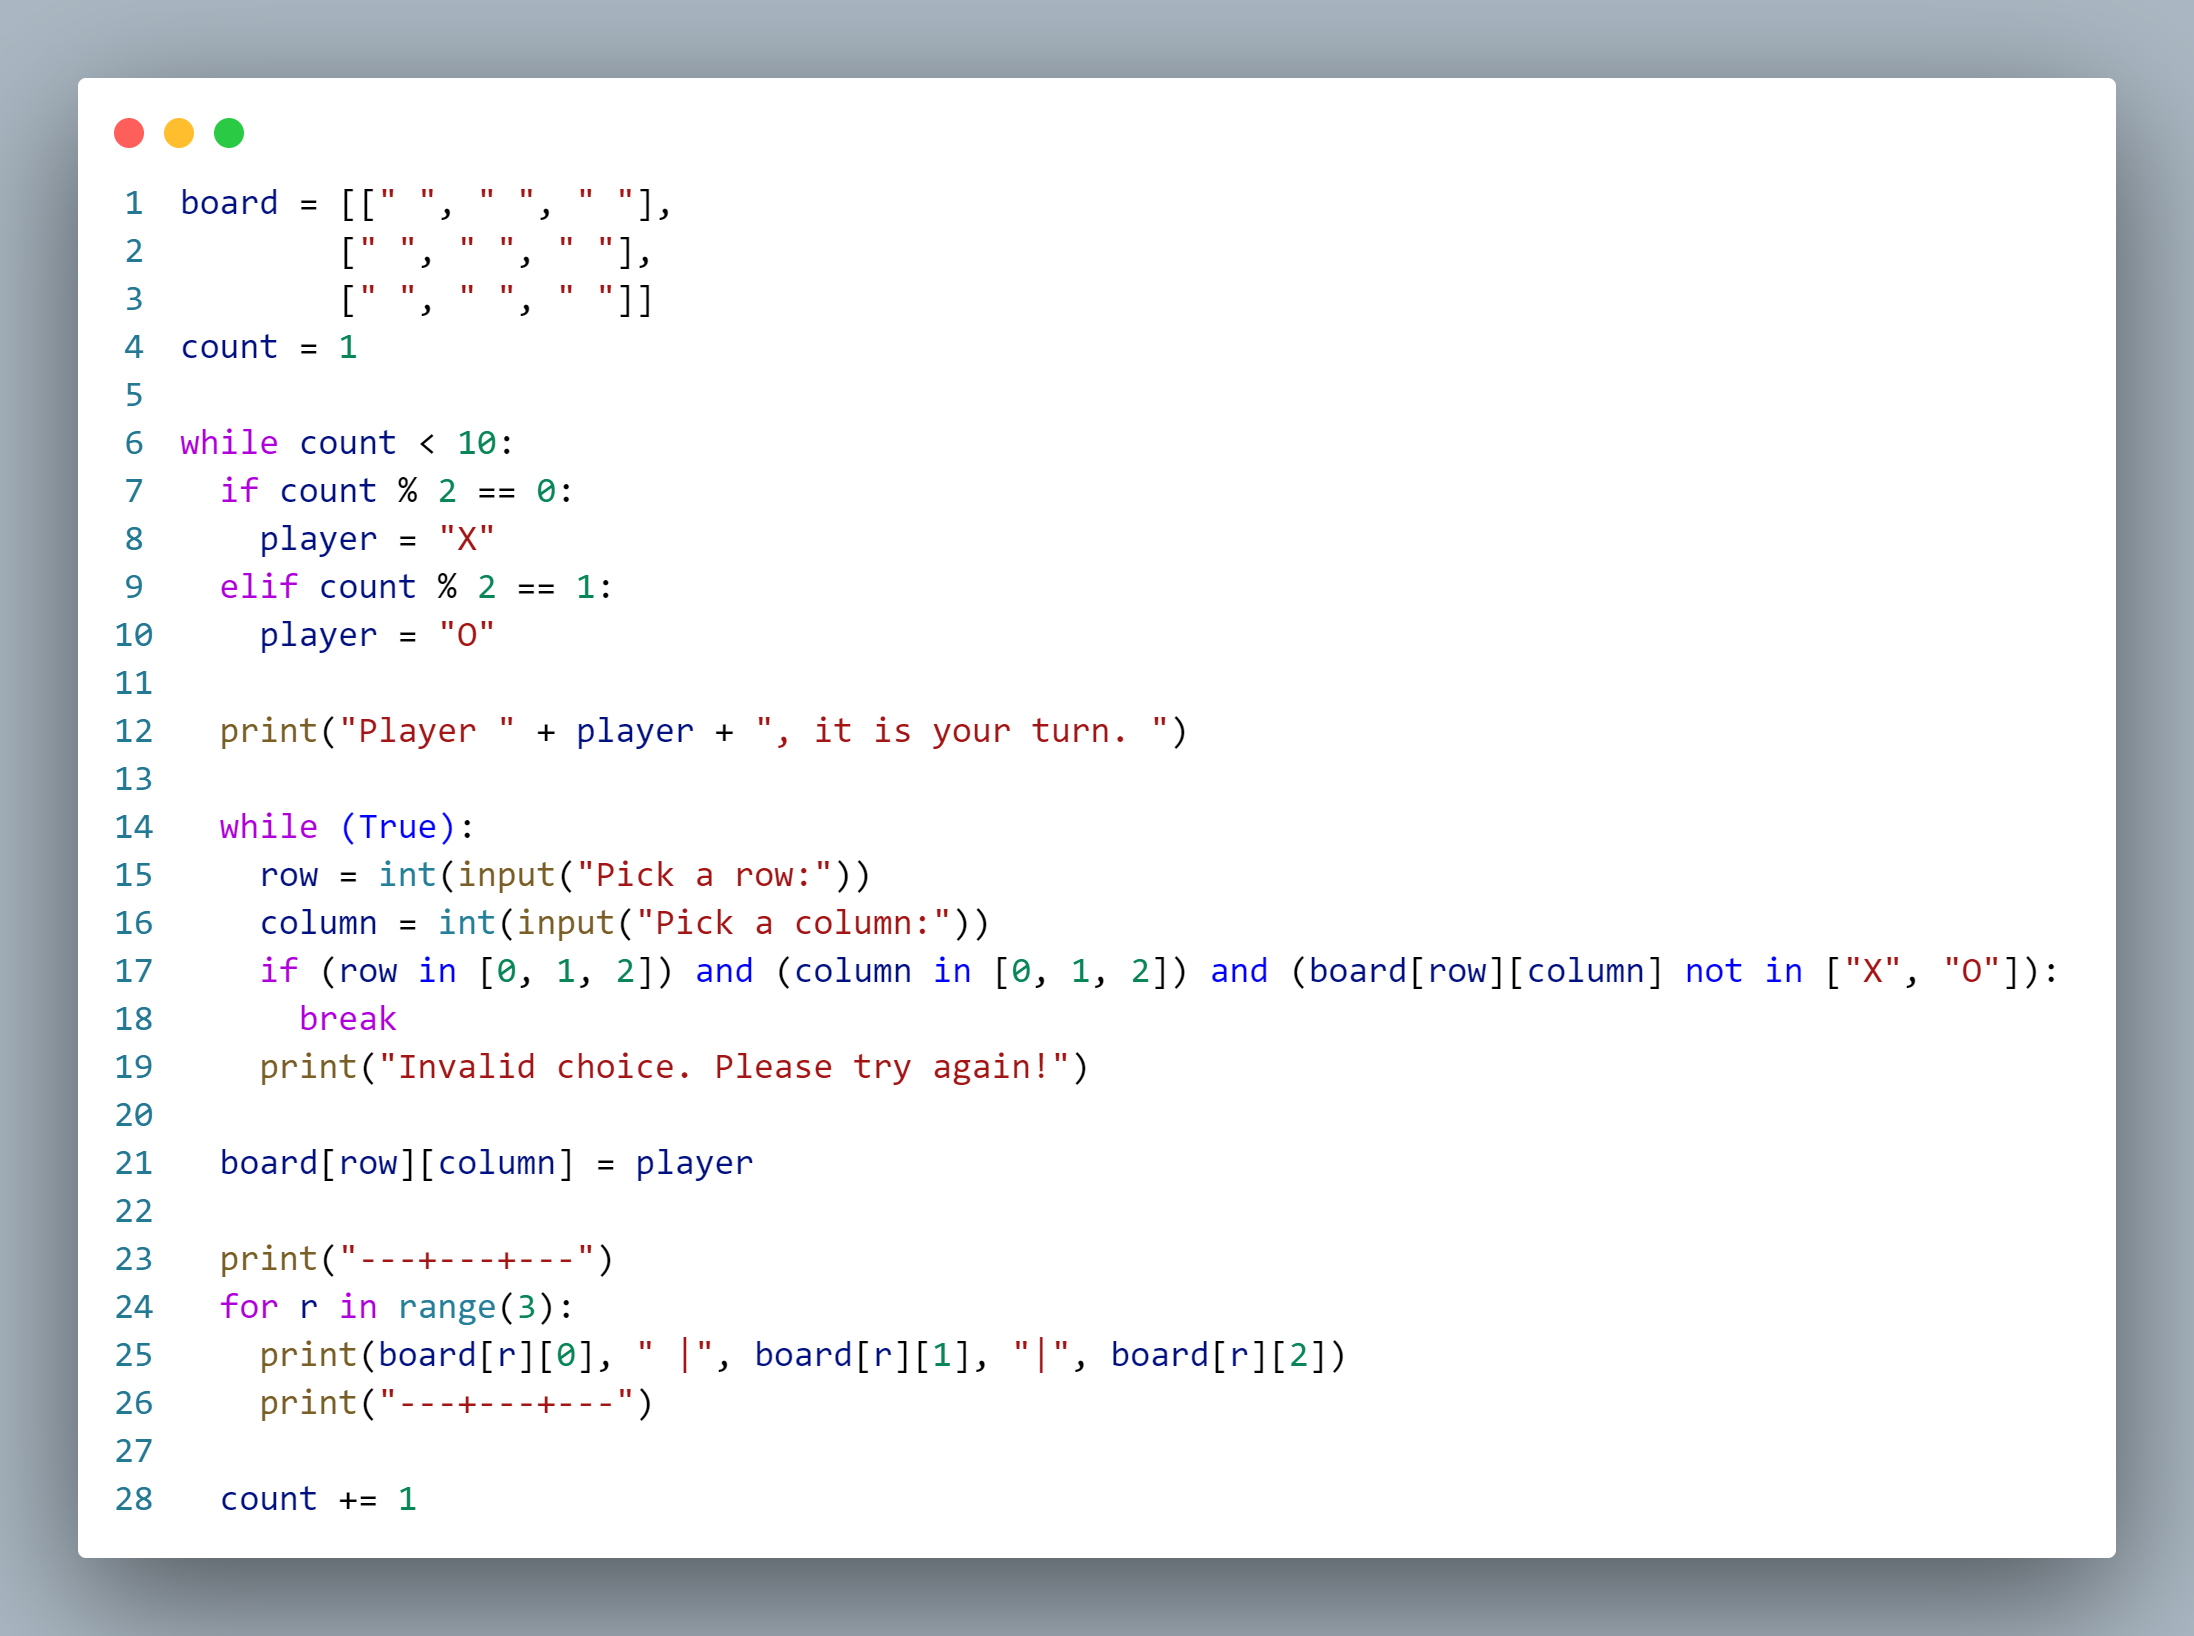 1 board = [[" ", " ", " "],
2         [" ", " ", " "],
3         [" ", " ", " "]]
4 count = 1
5
6 while count < 10:
7   if count % 2 == 0:
8     player = "X"
9   elif count % 2 == 1:
10     player = "O"
11
12   print("Player " + player + ", it is your turn. ")
13
14   while (True):
15     row = int(input("Pick a row:"))
16     column = int(input("Pick a column:"))
17     if (row in [0, 1, 2]) and (column in [0, 1, 2]) and (board[row][column] not in ["X", "O"]):
18       break
19     print("Invalid choice. Please try again!")
20
21   board[row][column] = player
22
23   print("---+---+---")
24   for r in range(3):
25     print(board[r][0], " |", board[r][1], "|", board[r][2])
26     print("---+---+---")
27
28   count += 1